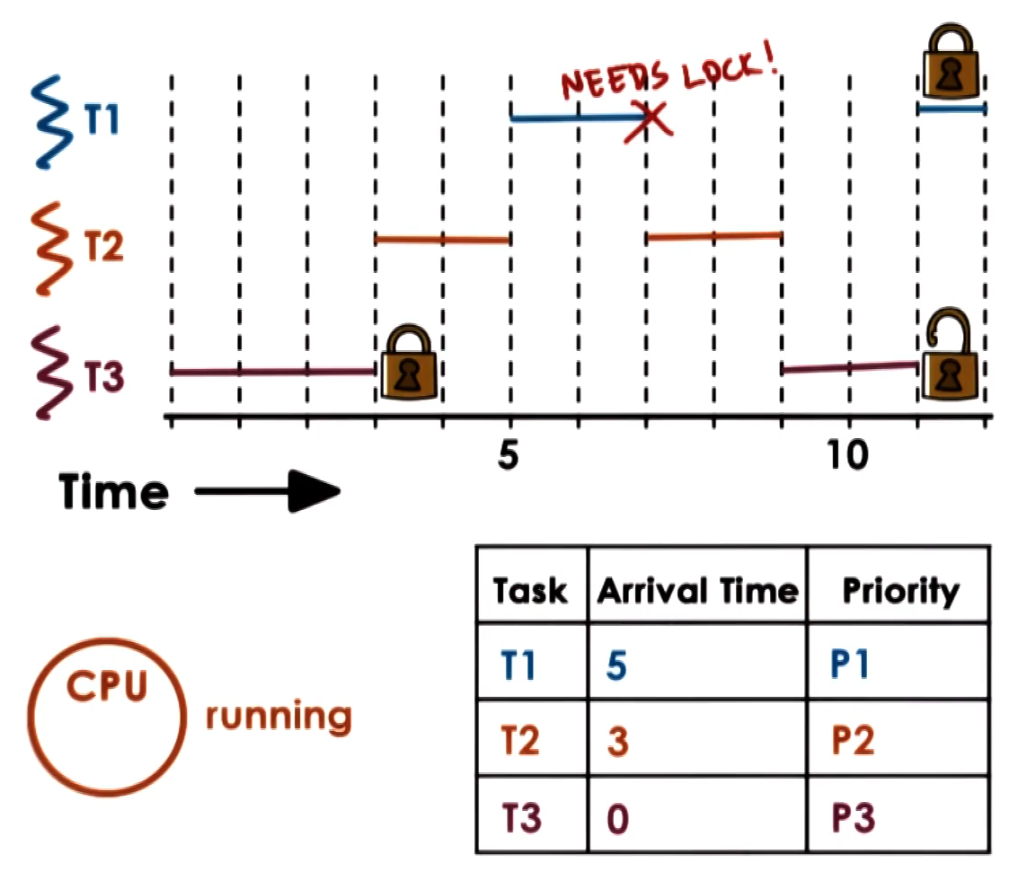 NEEDS LOCK!
T1
T2
T3
5 10
Time
Task Arrival Time Priority
T1 5 P1
T2 3 P2
T3 0 P3
CPU
running